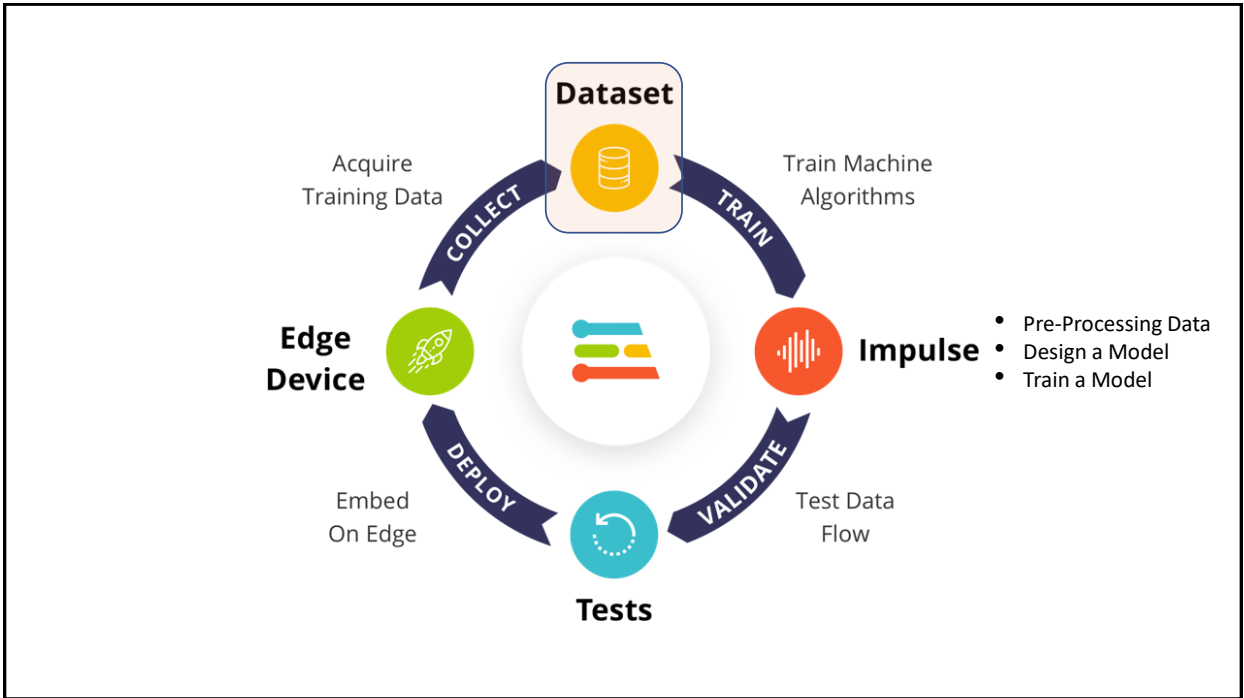 Dataset
Acquire
Training Data
COLLECT
TRAIN
Train Machine
Algorithms
Edge
Device
Impulse
• Pre-Processing Data
• Design a Model
• Train a Model
DEPLOY
VALIDATE
Embed
On Edge
Test Data
Flow
Tests